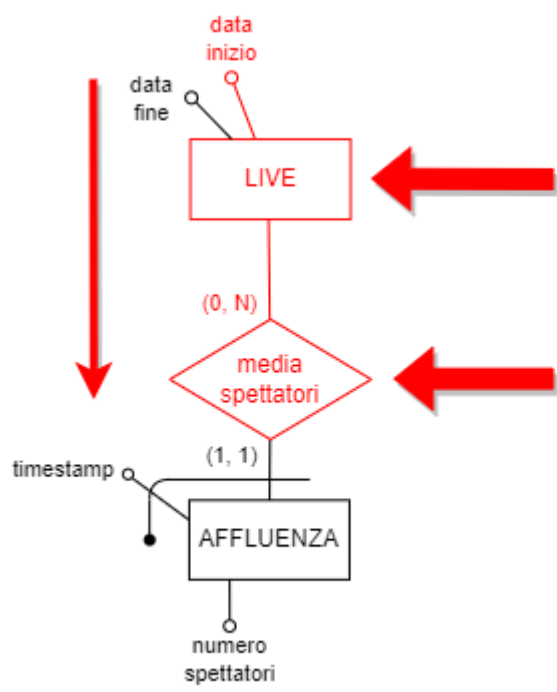 data
inizio
data
fine
LIVE
(0, N)
media
spettatori
(1, 1)
timestamp
AFFLUENZA
numero
spettatori